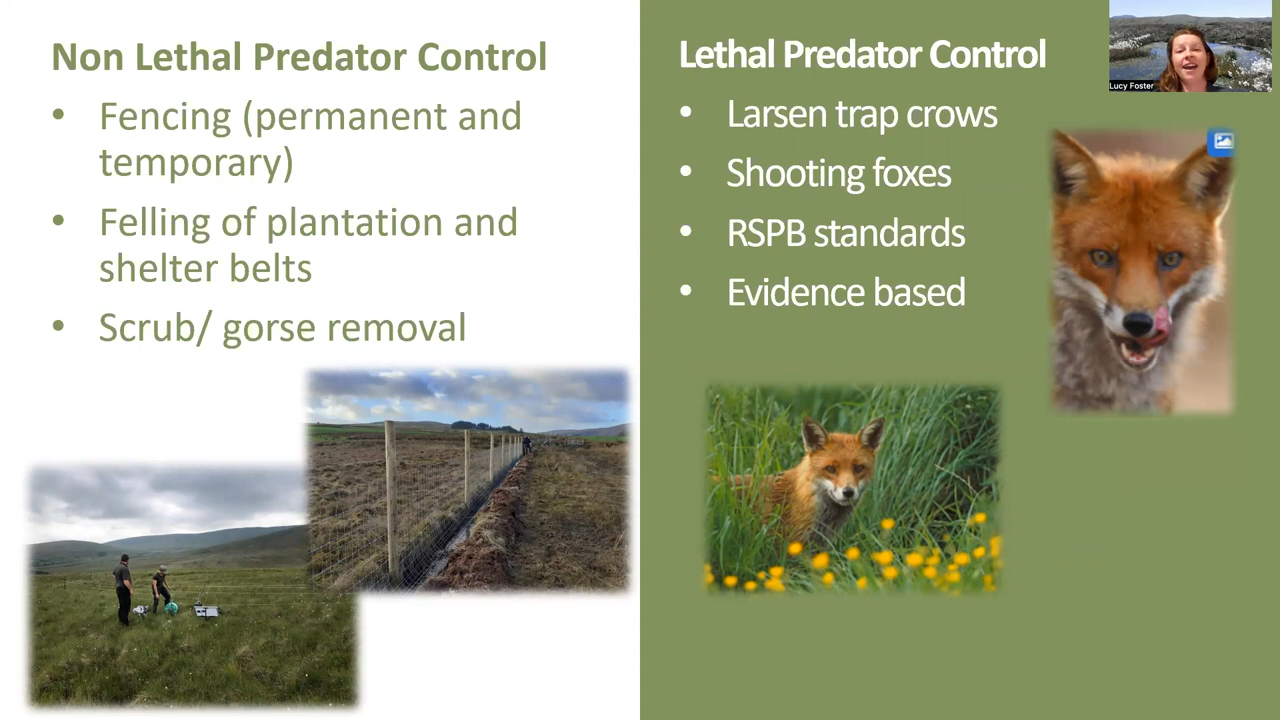 Non Lethal Predator Control
• Fencing (permanent and
temporary)
• Felling of plantation and
shelter belts
• Scrub/ gorse removal
Lethal Predator Control
• Larsen trap crows
• Shooting foxes
• RSPB standards
• Evidence based
Lucy Foster